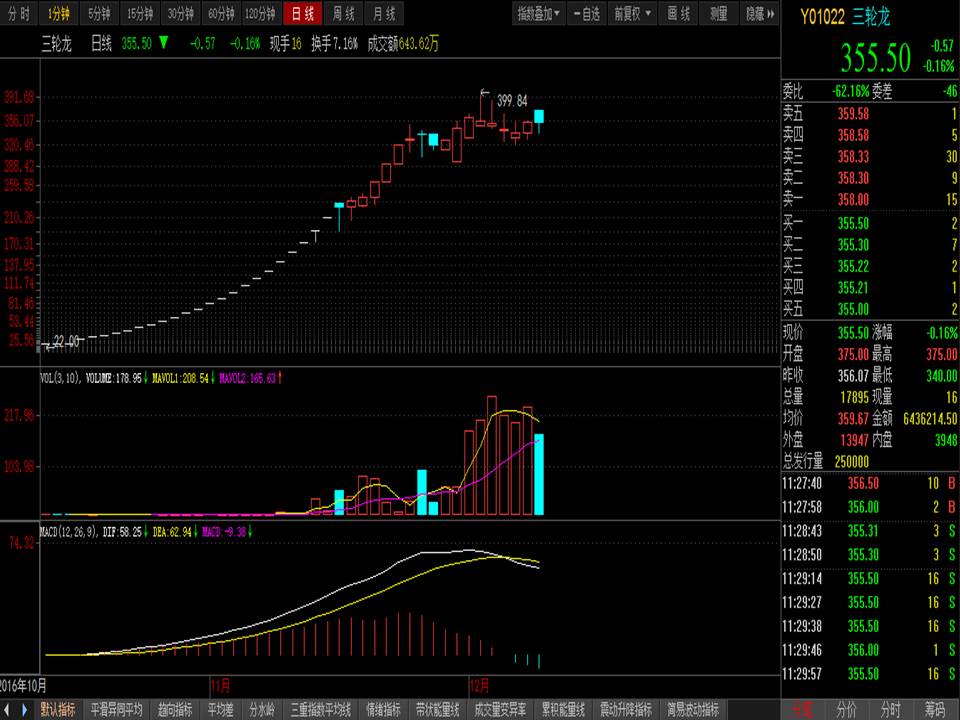 分时 1分钟 5分钟 15分钟 30分钟 60分钟 120分钟 日线 周线 月线 指数叠加 自选 前复权 画线 测量 隐藏
三轮龙 日线 355.50 ▼ -0.57 -0.16% 现手16 换手7.16% 成交额643.62万
391.68
356.07
320.46
288.42
259.58
210.26
170.31
137.95
111.74
81.46
53.44
25.56
399.84
22.00
VOL(3,10), VOLUME:178.95↓ MAVOL1:208.54↓ MAVOL2:165.63↑
217.96
103.98
MACD(12,26,9), DIF:58.25↓ DEA:62.94↓ MACD:-9.38↓
74.32
2016年10月 11月 12月
默认指标 平滑异同平均 趋向指标 平均差 分水岭 三重指数平均线 情绪指标 带状能量线 成交量变异率 累积能量线 震动升降指标 简易波动指标
Y01022 三轮龙
355.50 -0.57
-0.16%
委比 -62.16% 委差 -46
卖五 359.58 1
卖四 358.58 5
卖三 358.33 30
卖二 358.30 9
卖一 358.00 15
买一 355.50 2
买二 355.30 7
买三 355.22 2
买四 355.21 1
买五 355.00 2
现价 355.50 涨幅 -0.16%
开盘 375.00 最高 375.00
昨收 356.07 最低 340.00
总量 17895 现量 16
均价 359.67 金额 6436214.50
外盘 13947 内盘 3948
总发行量 250000
11:27:40 356.50 10 B
11:27:58 356.00 2 B
11:28:43 355.31 3 S
11:28:50 355.30 3 S
11:29:14 355.50 16 S
11:29:27 355.50 16 S
11:29:38 355.50 16 S
11:29:46 356.00 1 S
11:29:57 355.50 16 S
分笔 分价 分时 筹码